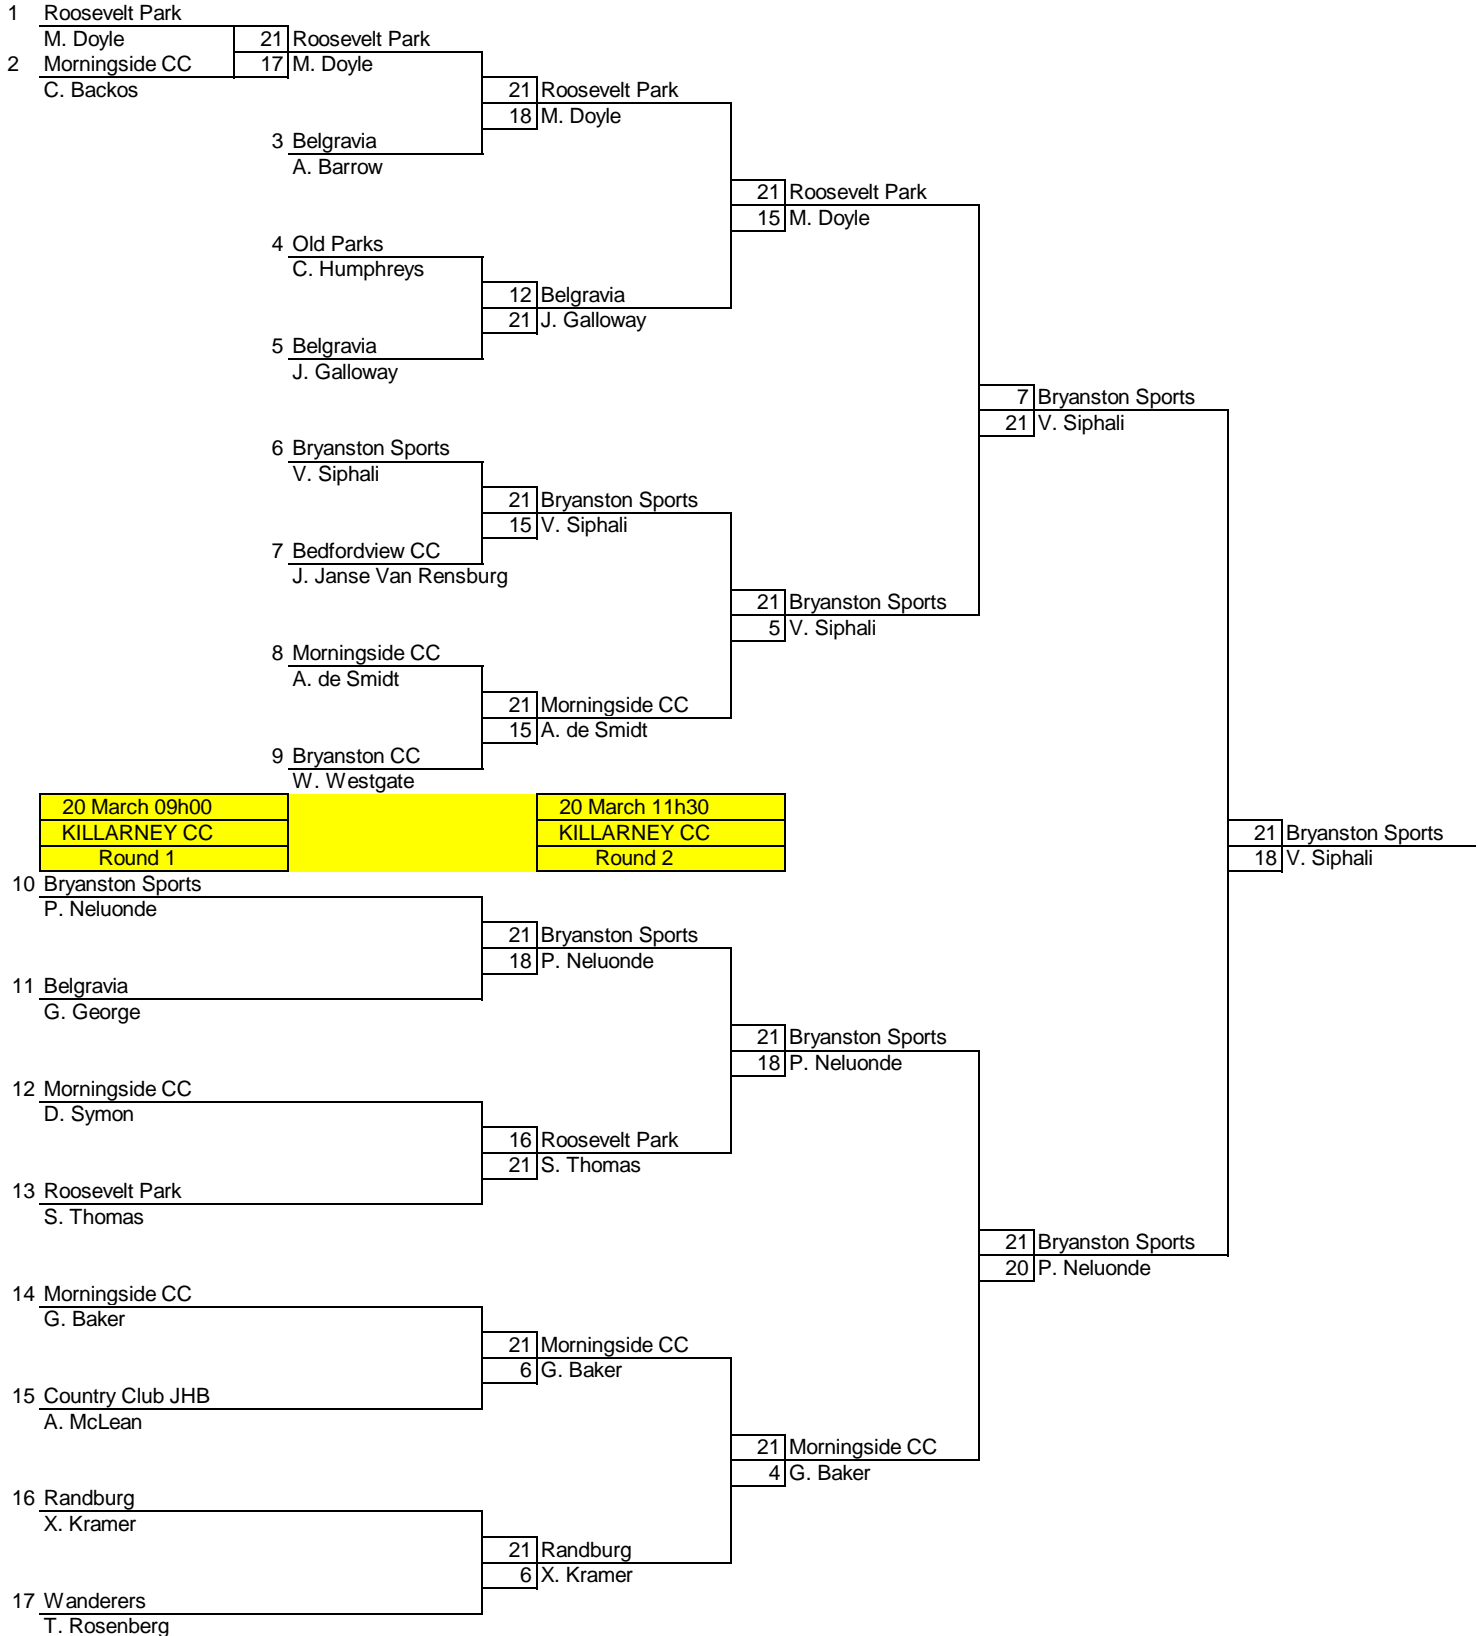 1 Roosevelt Park
M. Doyle 21 Roosevelt Park
2 Morningside CC 17 M. Doyle
C. Backos 21 Roosevelt Park
18 M. Doyle
3 Belgravia
A. Barrow
21 Roosevelt Park
15 M. Doyle
4 Old Parks
C. Humphreys
12 Belgravia
21 J. Galloway
5 Belgravia
J. Galloway
7 Bryanston Sports
21 V. Siphali
6 Bryanston Sports
V. Siphali
21 Bryanston Sports
15 V. Siphali
7 Bedfordview CC
J. Janse Van Rensburg
21 Bryanston Sports
5 V. Siphali
8 Morningside CC
A. de Smidt
21 Morningside CC
15 A. de Smidt
9 Bryanston CC
W. Westgate
20 March 09h00 20 March 11h30
KILLARNEY CC KILLARNEY CC 21 Bryanston Sports
Round 1 Round 2 18 V. Siphali
10 Bryanston Sports
P. Neluonde
21 Bryanston Sports
18 P. Neluonde
11 Belgravia
G. George
21 Bryanston Sports
18 P. Neluonde
12 Morningside CC
D. Symon
16 Roosevelt Park
21 S. Thomas
13 Roosevelt Park
S. Thomas
21 Bryanston Sports
20 P. Neluonde
14 Morningside CC
G. Baker
21 Morningside CC
6 G. Baker
15 Country Club JHB
A. McLean
21 Morningside CC
4 G. Baker
16 Randburg
X. Kramer
21 Randburg
6 X. Kramer
17 Wanderers
T. Rosenberg